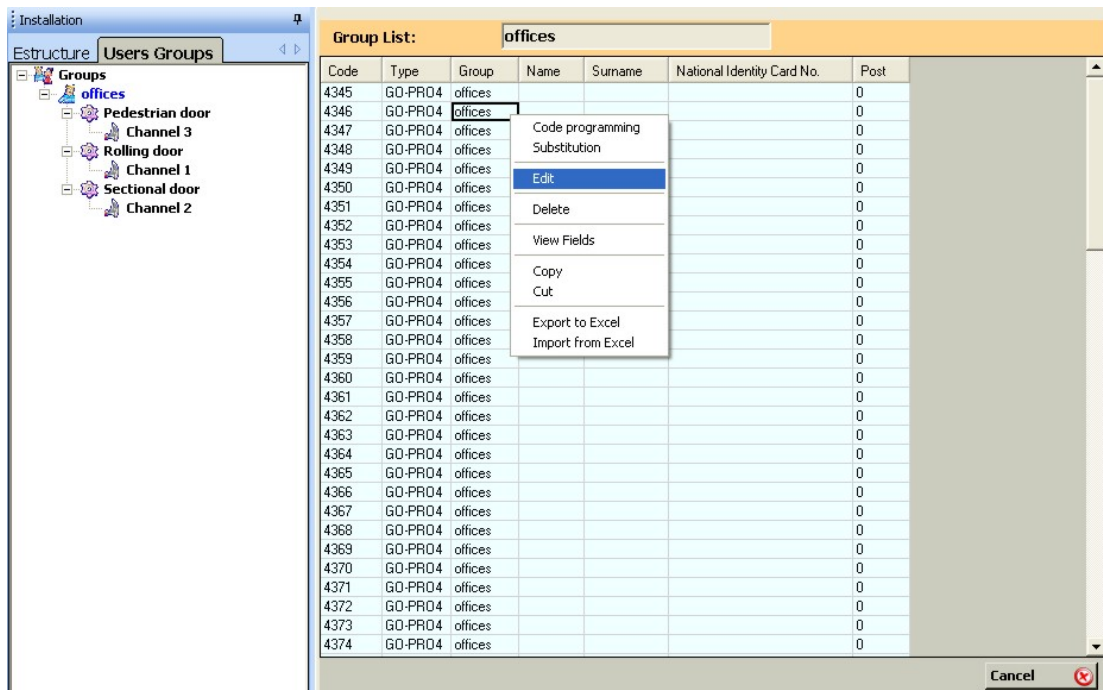 Installation
Estructure Users Groups
Groups
offices
Pedestrian door
Channel 3
Rolling door
Channel 1
Sectional door
Channel 2
Group List: offices
Code Type Group Name Surname National Identity Card No. Post
4345 GO-PRO4 offices 0
4346 GO-PRO4 offices 0
4347 GO-PRO4 offices 0
4348 GO-PRO4 offices 0
4349 GO-PRO4 offices 0
4350 GO-PRO4 offices 0
4351 GO-PRO4 offices 0
4352 GO-PRO4 offices 0
4353 GO-PRO4 offices 0
4354 GO-PRO4 offices 0
4355 GO-PRO4 offices 0
4356 GO-PRO4 offices 0
4357 GO-PRO4 offices 0
4358 GO-PRO4 offices 0
4359 GO-PRO4 offices 0
4360 GO-PRO4 offices 0
4361 GO-PRO4 offices 0
4362 GO-PRO4 offices 0
4363 GO-PRO4 offices 0
4364 GO-PRO4 offices 0
4365 GO-PRO4 offices 0
4366 GO-PRO4 offices 0
4367 GO-PRO4 offices 0
4368 GO-PRO4 offices 0
4369 GO-PRO4 offices 0
4370 GO-PRO4 offices 0
4371 GO-PRO4 offices 0
4372 GO-PRO4 offices 0
4373 GO-PRO4 offices 0
4374 GO-PRO4 offices 0
Code programming
Substitution
Edit
Delete
View Fields
Copy
Cut
Export to Excel
Import from Excel
Cancel